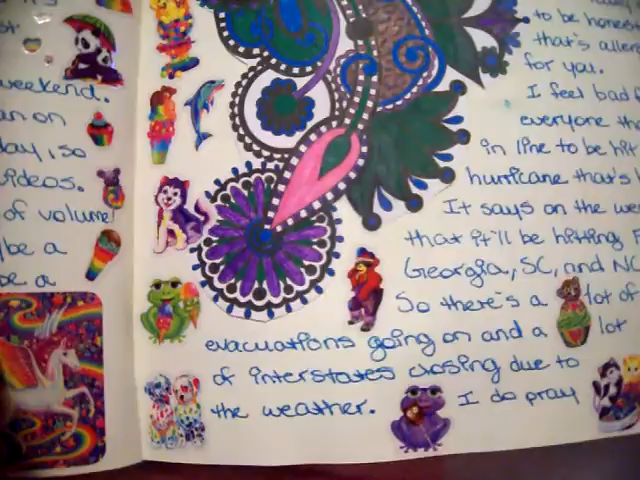 weekend.
an on
day, so
videos.
of volume!
be a
be a
to be hones
that's aller
for you.
I feel bad f
everyone th
in line to be hit
hurricane that's
It says on the we
that it'll be hitting F
Georgia, SC, and NC
So there's a lot of
evacuations going on and a lot
of interstates closing due to
the weather. I do pray